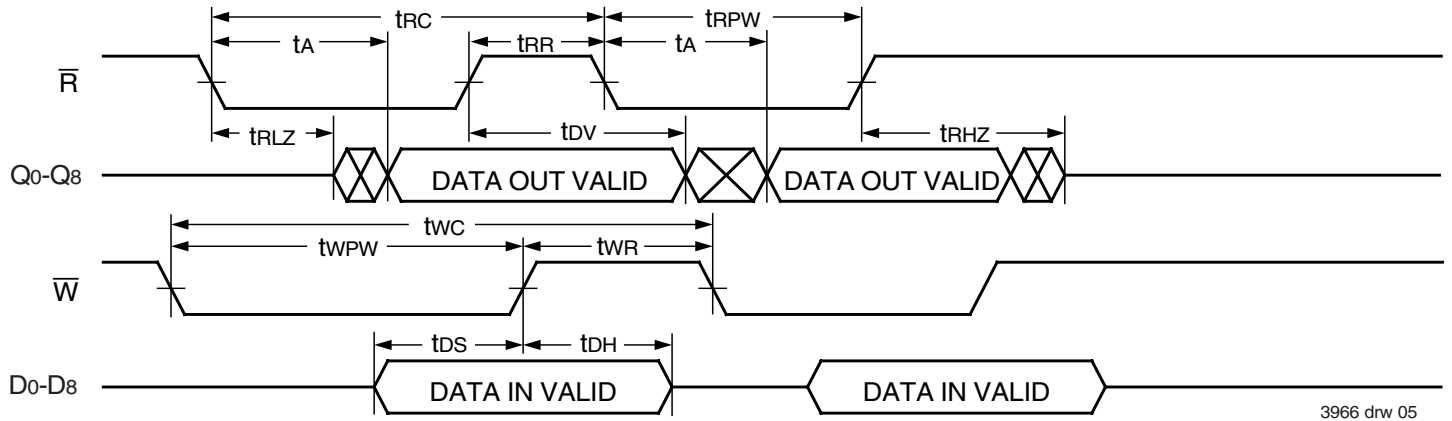 tRC tRPW
tA tRR tA
R̅
tRLZ tDV tRHZ
Q0-Q8 DATA OUT VALID DATA OUT VALID
tWC
tWPW tWR
W̅
tDS tDH
D0-D8 DATA IN VALID DATA IN VALID
3966 drw 05